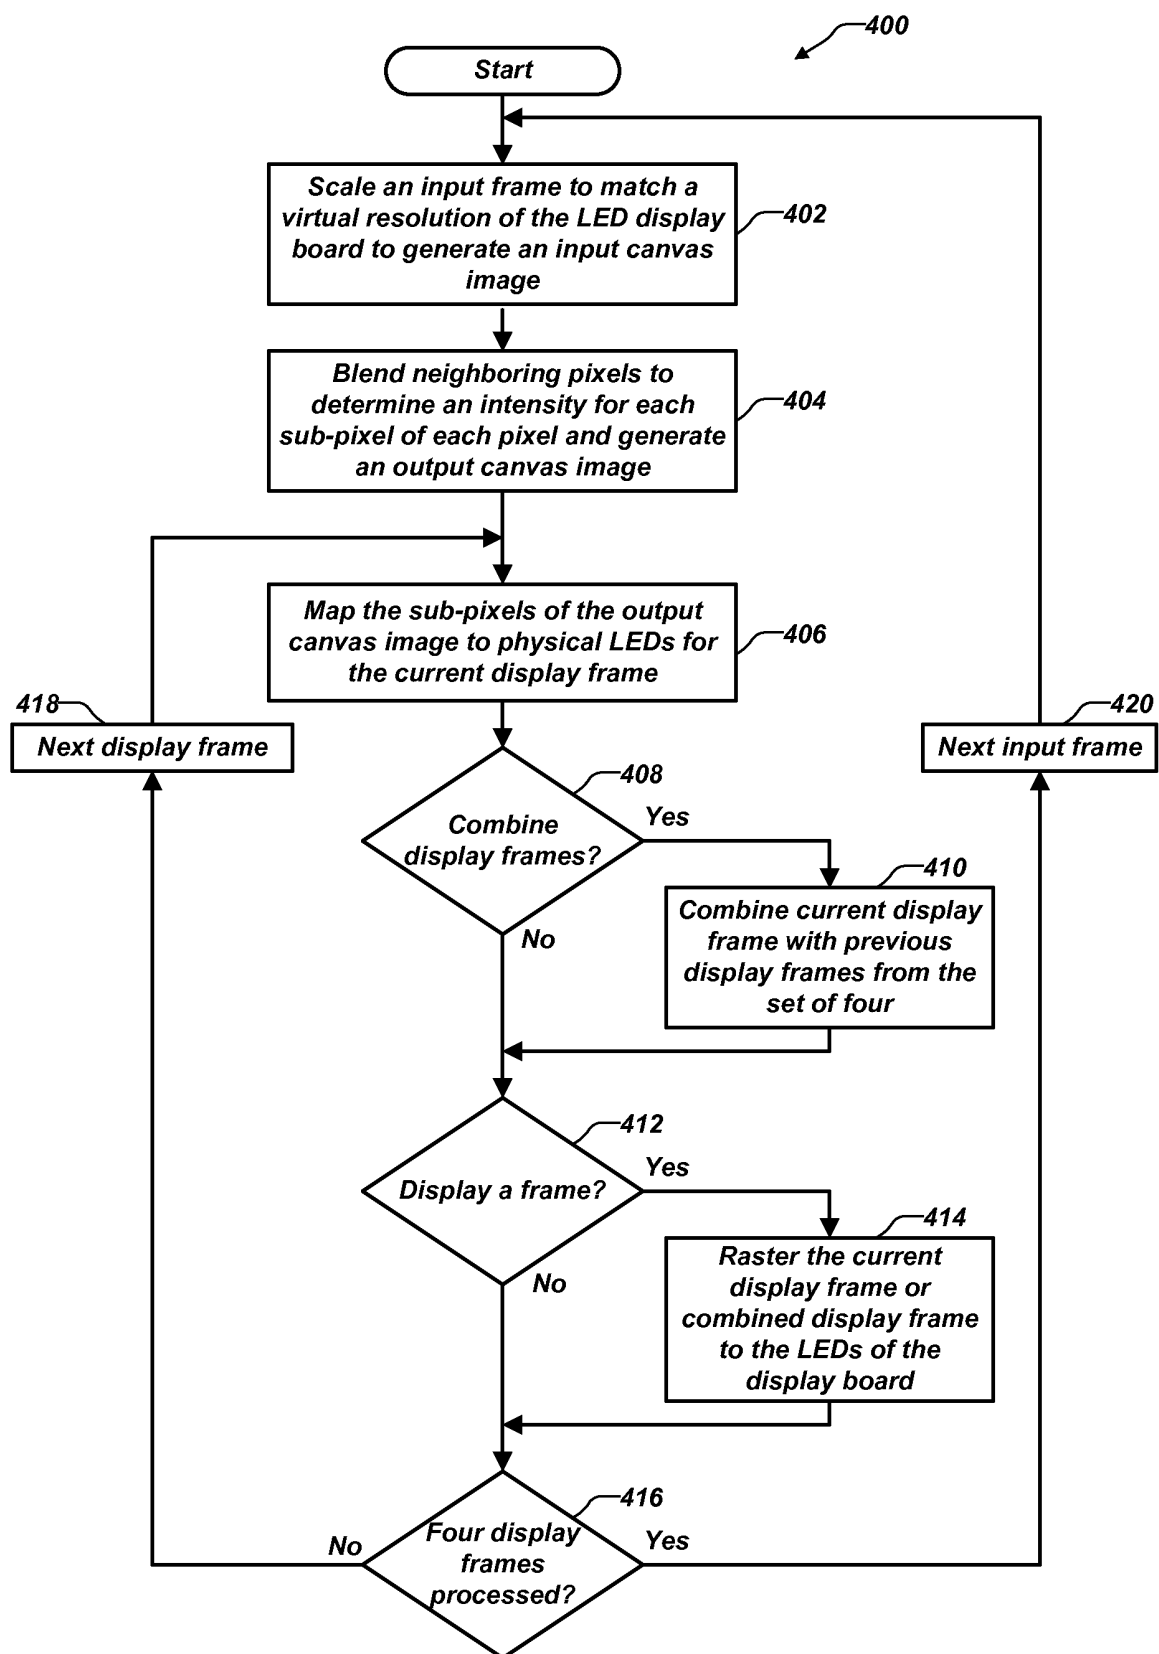 400
Start
Scale an input frame to match a
virtual resolution of the LED display
board to generate an input canvas
image
402
Blend neighboring pixels to
determine an intensity for each
sub-pixel of each pixel and generate
an output canvas image
404
Map the sub-pixels of the output
canvas image to physical LEDs for
the current display frame
406
418
Next display frame
420
Next input frame
408
Combine
display frames?
Yes
No
410
Combine current display
frame with previous
display frames from the
set of four
412
Display a frame?
Yes
No
414
Raster the current
display frame or
combined display frame
to the LEDs of the
display board
416
Four display
frames
processed?
No
Yes